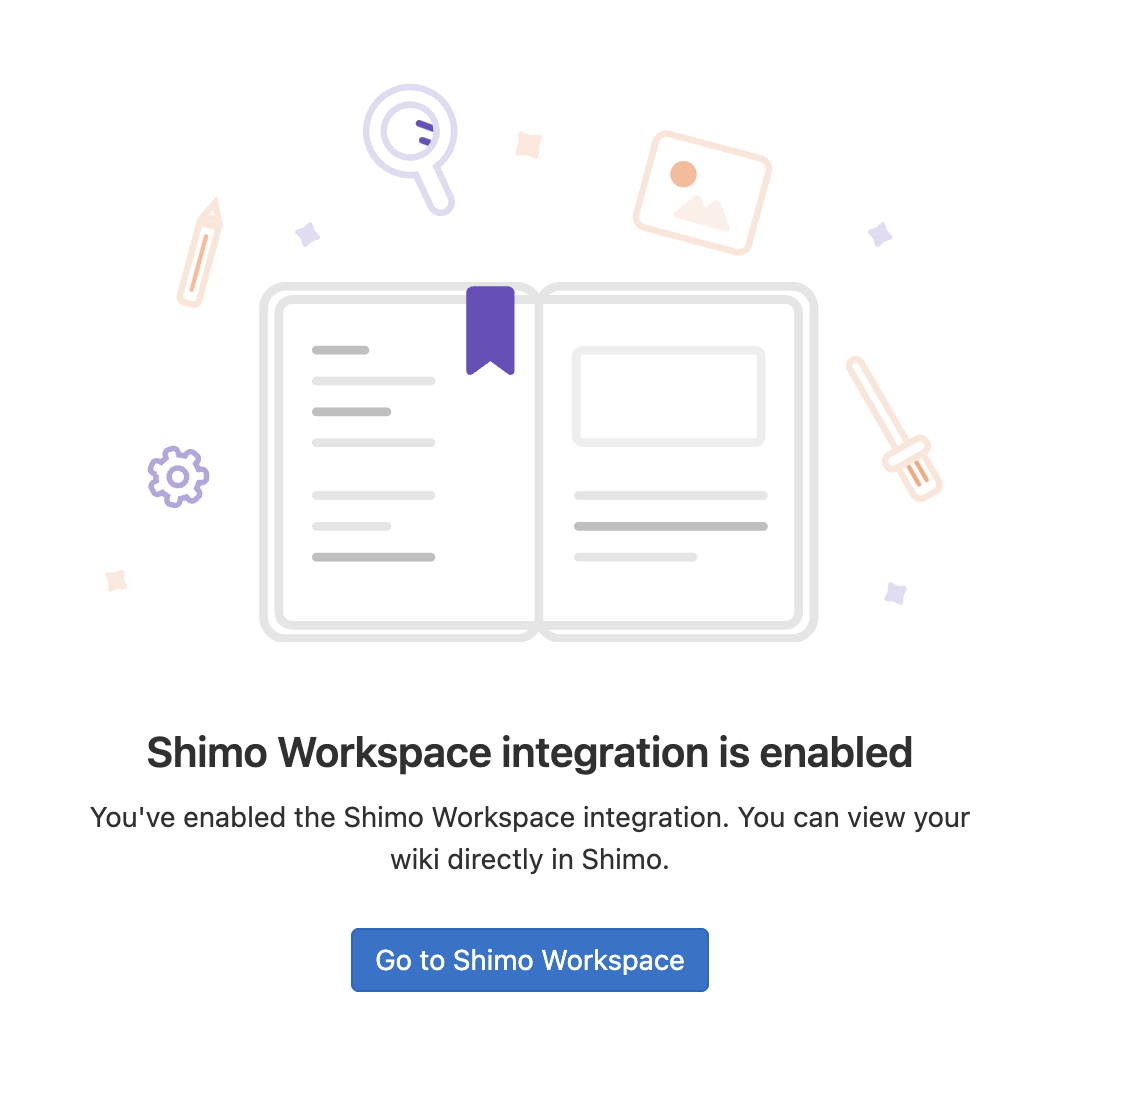 Shimo Workspace integration is enabled
You've enabled the Shimo Workspace integration. You can view your
wiki directly in Shimo.
Go to Shimo Workspace